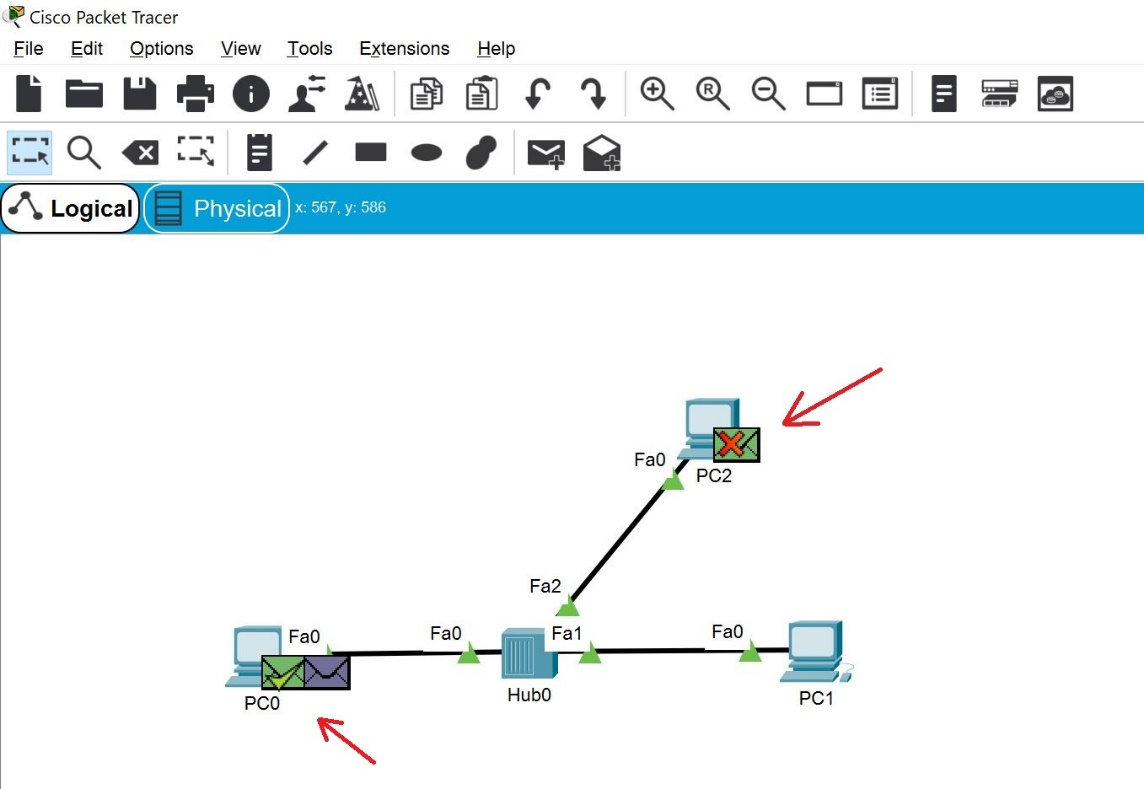 Cisco Packet Tracer
File Edit Options View Tools Extensions Help
R
Logical Physical x: 567, y: 586
Fa0
PC2
Fa2
Fa0 Fa0 Fa1 Fa0
PC0 Hub0 PC1